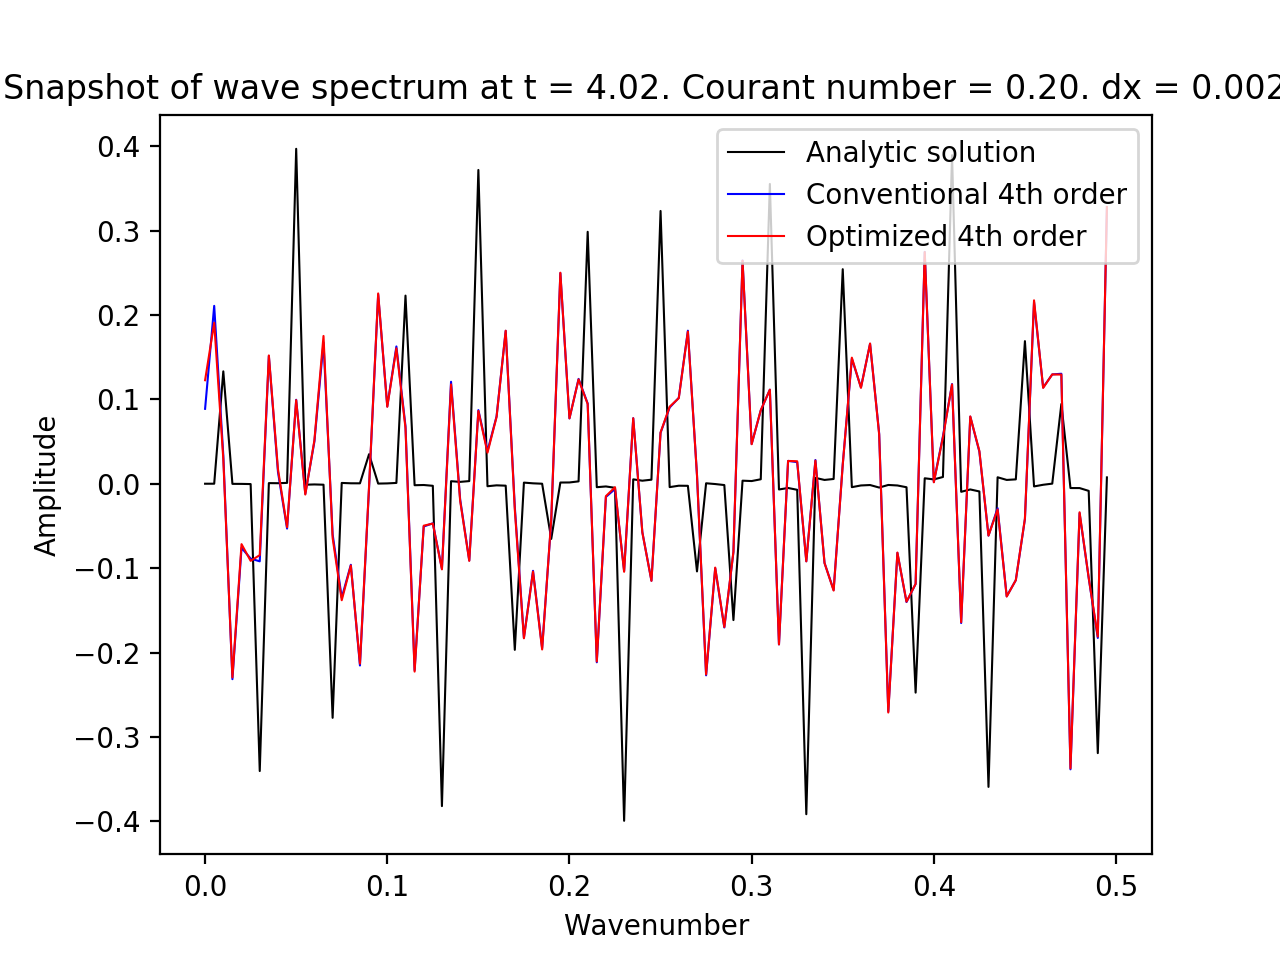 Snapshot of wave spectrum at t = 4.02. Courant number = 0.20. dx = 0.002
Analytic solution
Conventional 4th order
Optimized 4th order
Amplitude
0.4
0.3
0.2
0.1
0.0
−0.1
−0.2
−0.3
−0.4
0.0 0.1 0.2 0.3 0.4 0.5
Wavenumber